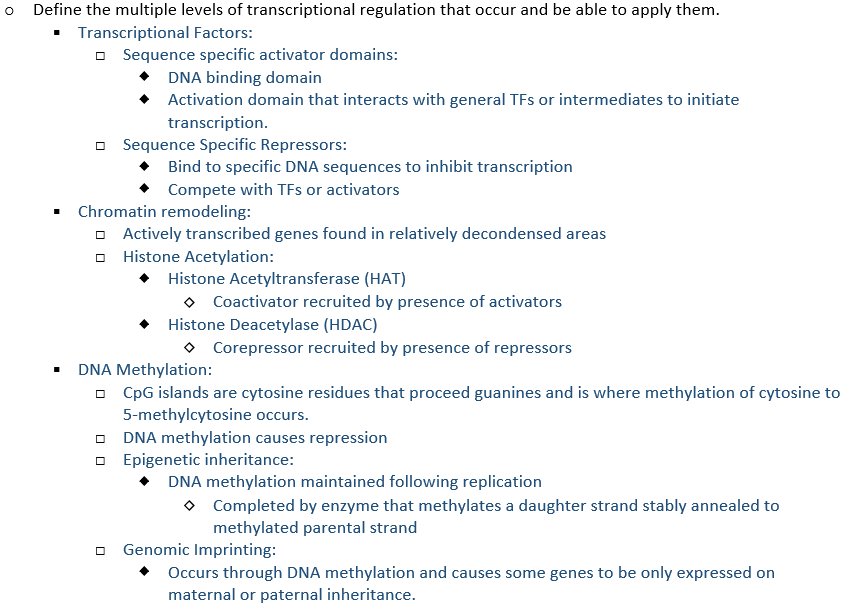 Define the multiple levels of transcriptional regulation that occur and be able to apply them.
Transcriptional Factors:
Sequence specific activator domains:
DNA binding domain
Activation domain that interacts with general TFs or intermediates to initiate
transcription.
Sequence Specific Repressors:
Bind to specific DNA sequences to inhibit transcription
Compete with TFs or activators
Chromatin remodeling:
Actively transcribed genes found in relatively decondensed areas
Histone Acetylation:
Histone Acetyltransferase (HAT)
Coactivator recruited by presence of activators
Histone Deacetylase (HDAC)
Corepressor recruited by presence of repressors
DNA Methylation:
CpG islands are cytosine residues that proceed guanines and is where methylation of cytosine to
5-methylcytosine occurs.
DNA methylation causes repression
Epigenetic inheritance:
DNA methylation maintained following replication
Completed by enzyme that methylates a daughter strand stably annealed to
methylated parental strand
Genomic Imprinting:
Occurs through DNA methylation and causes some genes to be only expressed on
maternal or paternal inheritance.